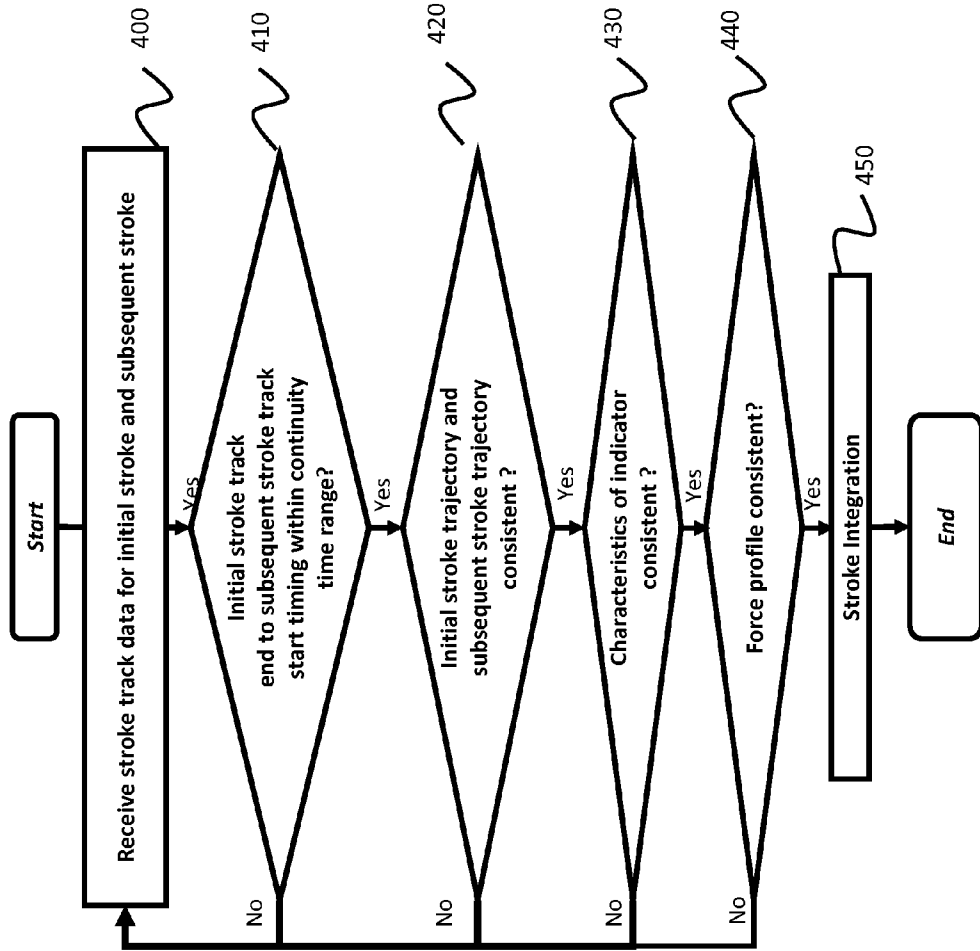 Start
Receive stroke track data for initial stroke and subsequent stroke
400
Yes
Initial stroke track
end to subsequent stroke track
start timing within continuity
time range?
410
No
Yes
Initial stroke trajectory and
subsequent stroke trajectory
consistent ?
420
No
Yes
Characteristics of indicator
consistent ?
430
No
Yes
Force profile consistent?
440
No
Yes
Stroke Integration
450
End